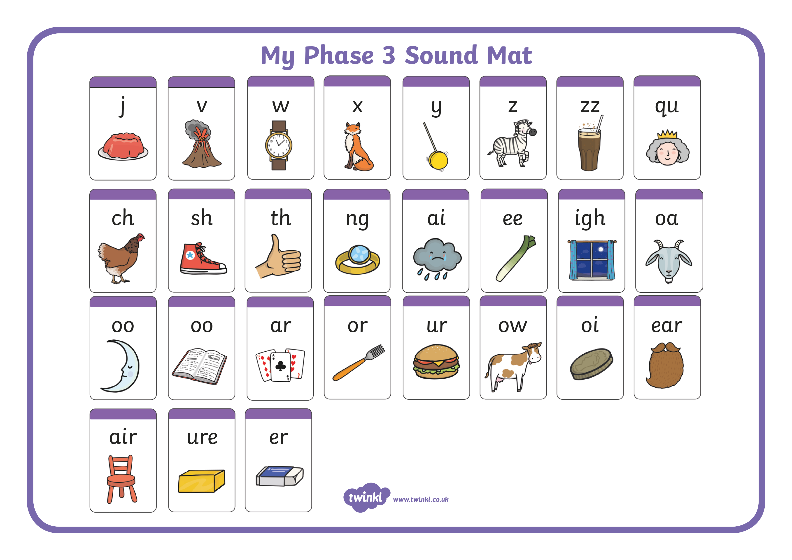 My Phase 3 Sound Mat
j v w x y z zz qu
ch sh th ng ai ee igh oa
oo oo ar or ur ow oi ear
air ure er
twinkl www.twinkl.co.uk